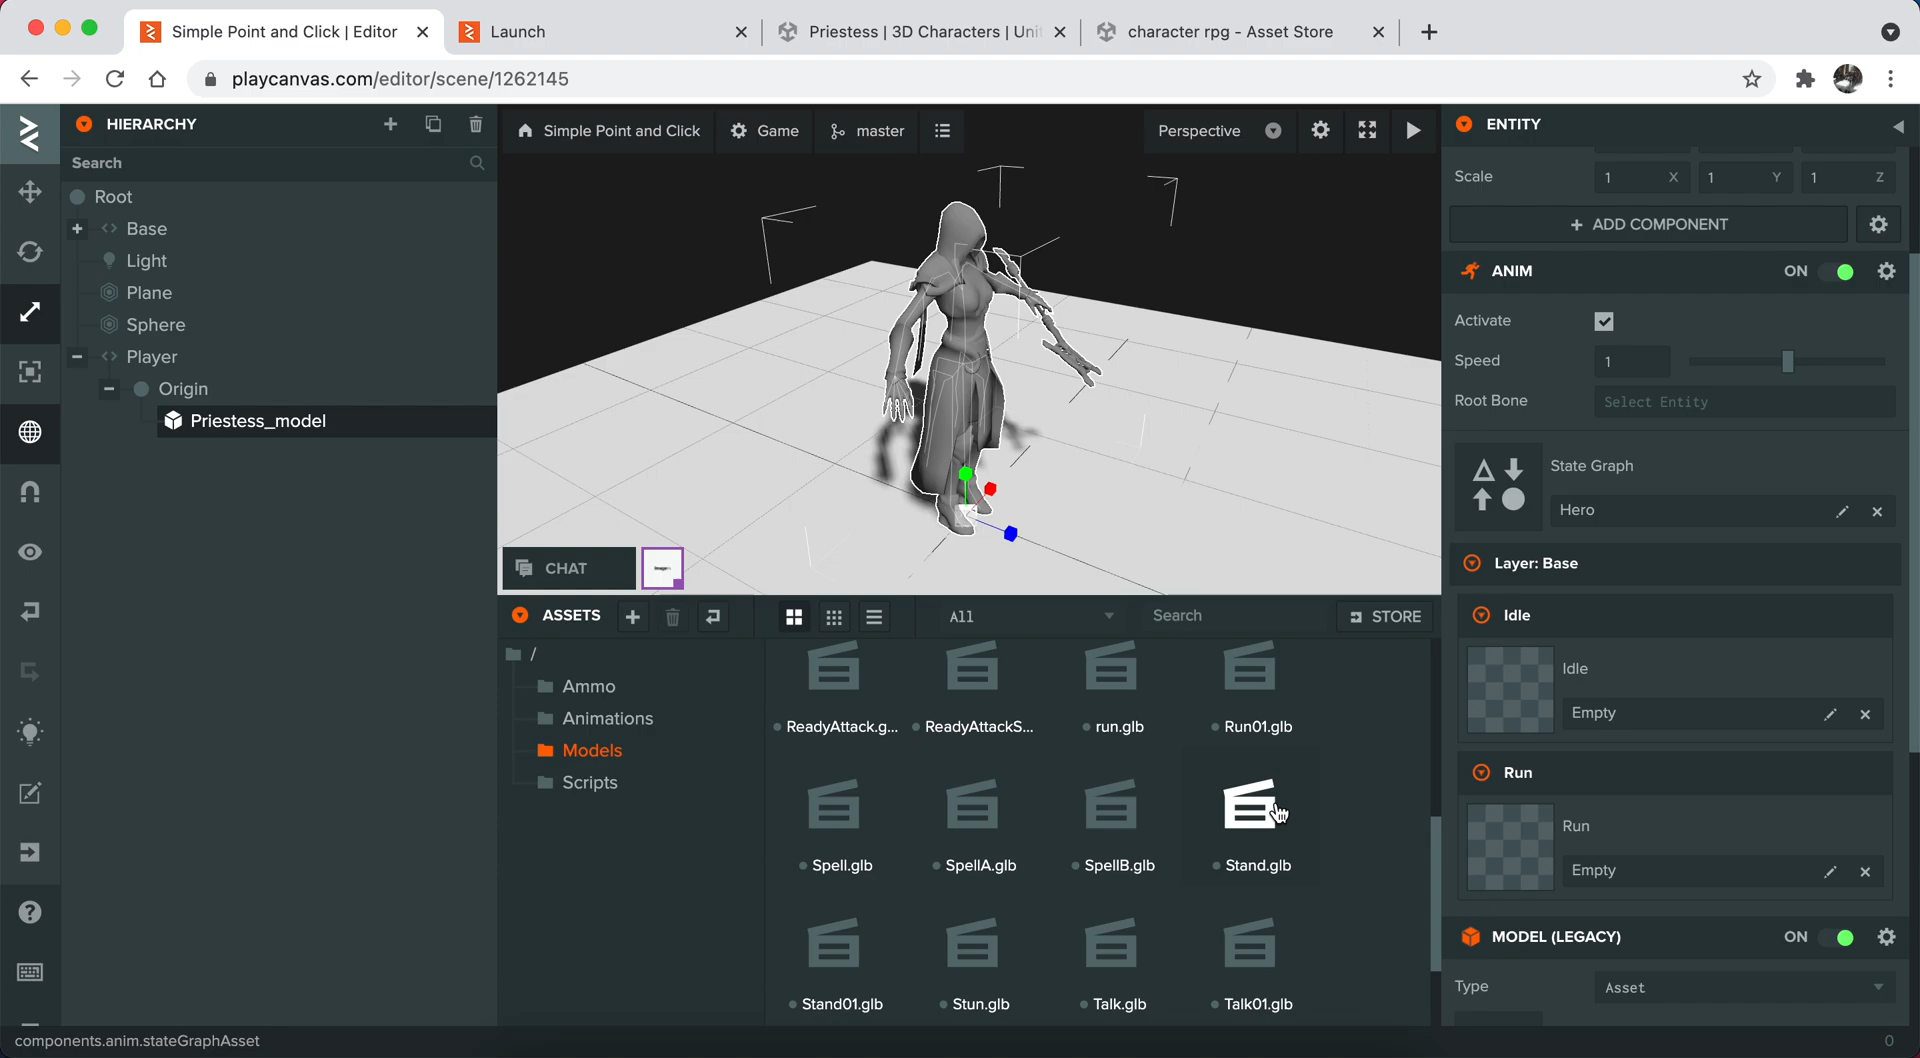 Simple Point and Click | Editor
Launch
Priestess | 3D Characters | Uni
character rpg - Asset Store
playcanvas.com/editor/scene/1262145
HIERARCHY
Search
Root
Base
Light
Plane
Sphere
Player
Origin
Priestess_model
Simple Point and Click
Game
master
Perspective
CHAT
ASSETS
All
Search
STORE
/
Ammo
Animations
Models
Scripts
ReadyAttack.g...
ReadyAttackS...
run.glb
Run01.glb
Spell.glb
SpellA.glb
SpellB.glb
Stand.glb
Stand01.glb
Stun.glb
Talk.glb
Talk01.glb
ENTITY
Scale
1 X
1 Y
1 Z
+ ADD COMPONENT
ANIM
ON
Activate
Speed
1
Root Bone
Select Entity
State Graph
Hero
Layer: Base
Idle
Idle
Empty
Run
Run
Empty
MODEL (LEGACY)
ON
Type
Asset
components.anim.stateGraphAsset
0